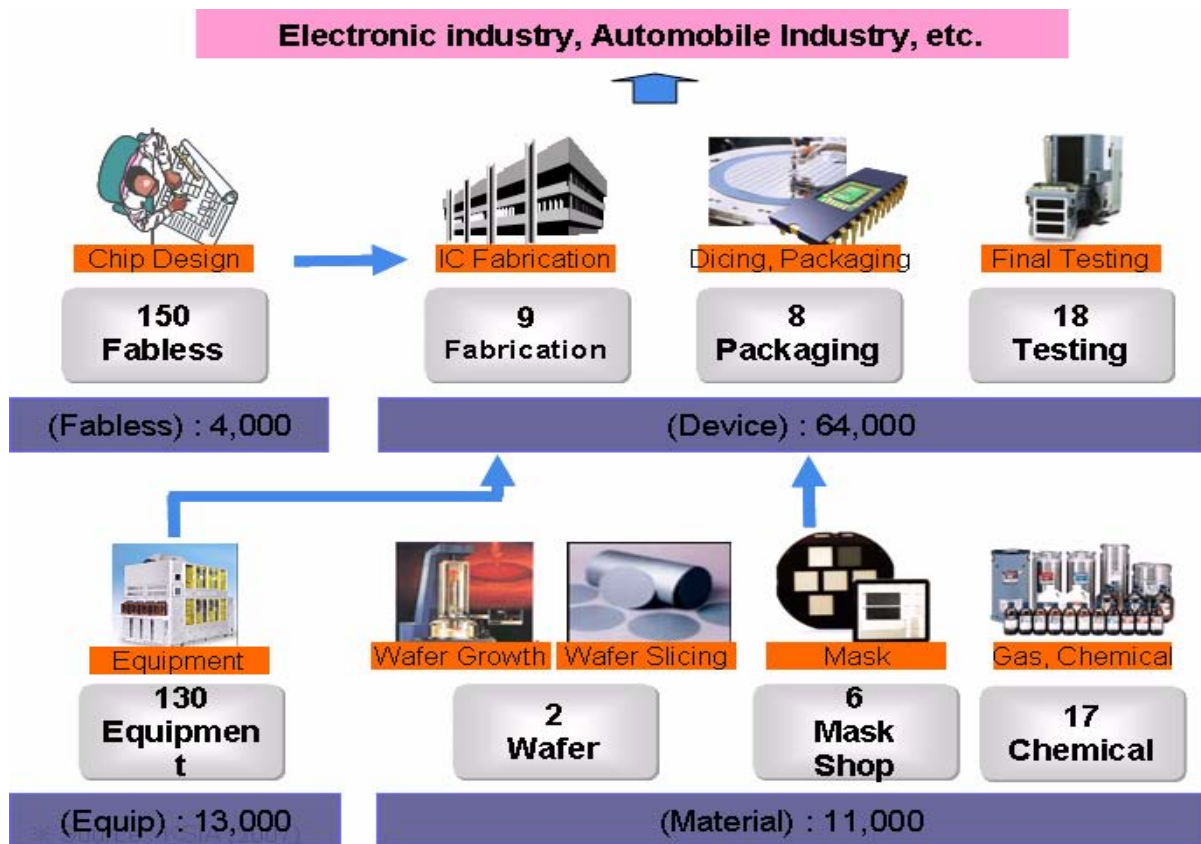 Electronic industry, Automobile Industry, etc.
Chip Design
IC Fabrication
Dicing, Packaging
Final Testing
150
Fabless
9
Fabrication
8
Packaging
18
Testing
(Fabless) : 4,000
(Device) : 64,000
Equipment
Wafer Growth
Wafer Slicing
Mask
Gas, Chemical
130
Equipmen
t
2
Wafer
6
Mask
Shop
17
Chemical
(Equip) : 13,000
(Material) : 11,000